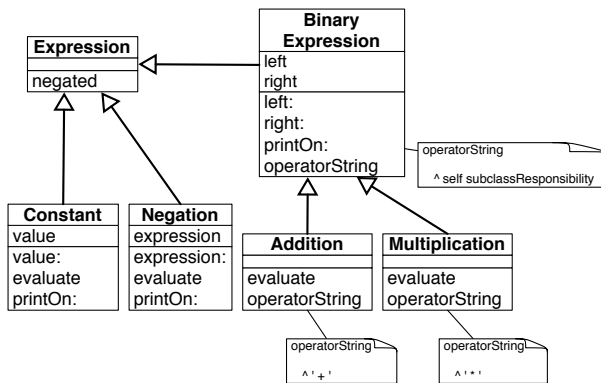 Binary
Expression
left
right
left:
right:
printOn:
operatorString
Expression
negated
operatorString
^ self subclassResponsibility
Constant
value
value:
evaluate
printOn:
Negation
expression
expression:
evaluate
printOn:
Addition
evaluate
operatorString
Multiplication
evaluate
operatorString
operatorString
^ ' + '
operatorString
^ ' * '